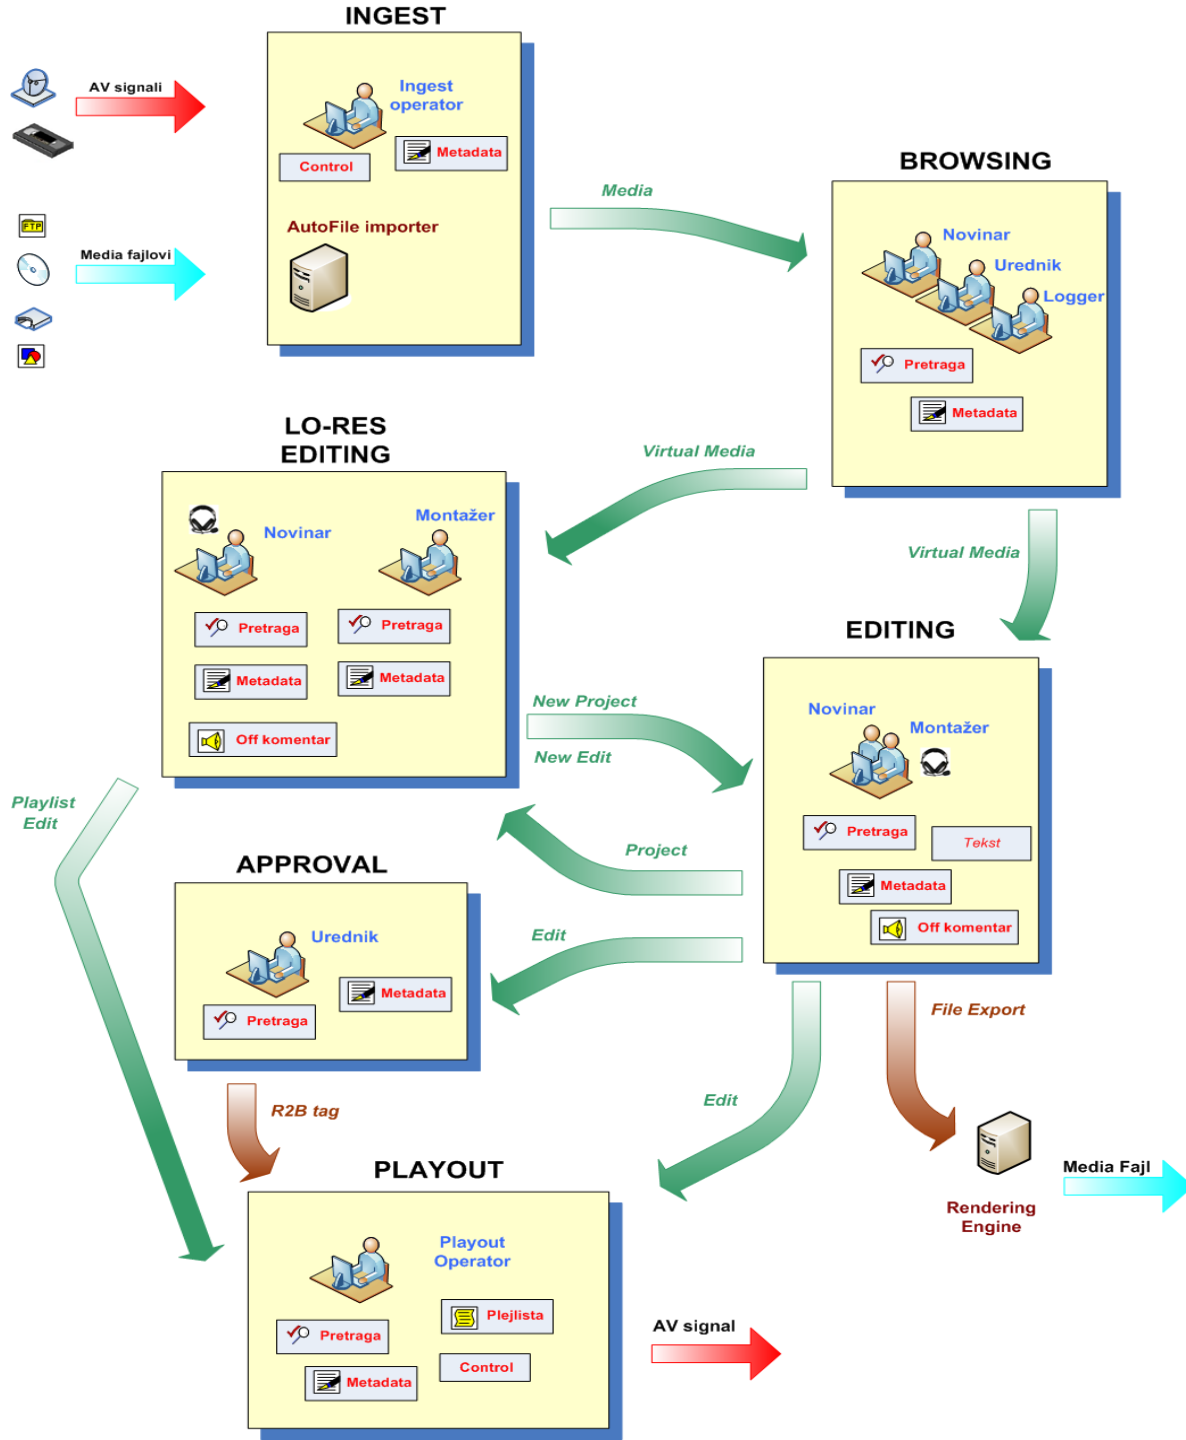 INGEST
AV signali
Ingest
operator
Control
Metadata
FTP
Media fajlovi
AutoFile importer
Media
BROWSING
Novinar
Urednik
Logger
Pretraga
Metadata
LO-RES
EDITING
Virtual Media
Virtual Media
Novinar
Montažer
Pretraga
Pretraga
Metadata
Metadata
Off komentar
New Project
New Edit
EDITING
Novinar
Montažer
Pretraga
Tekst
Metadata
Off komentar
Playlist
Edit
Project
Edit
APPROVAL
Urednik
Metadata
Pretraga
R2B tag
Edit
File Export
Rendering
Engine
Media Fajl
PLAYOUT
Playout
Operator
Plejlista
Pretraga
Control
Metadata
AV signal